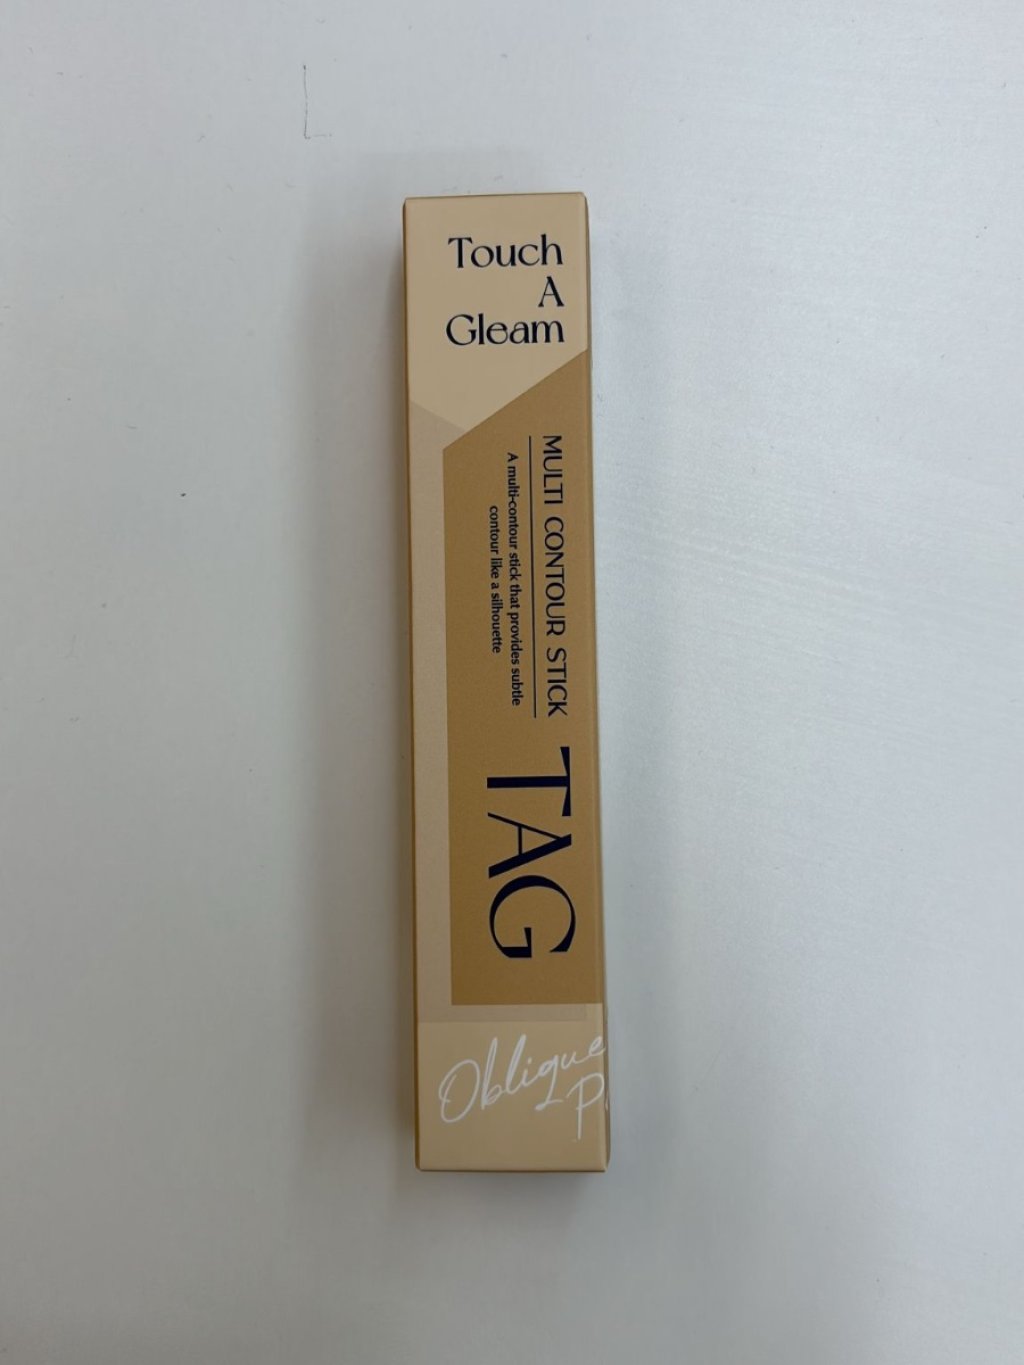 Touch
A
Gleam
MULTI CONTOUR STICK
A multi-contour stick that provides subtle
contour like a silhouette
TAG
Oblique
P